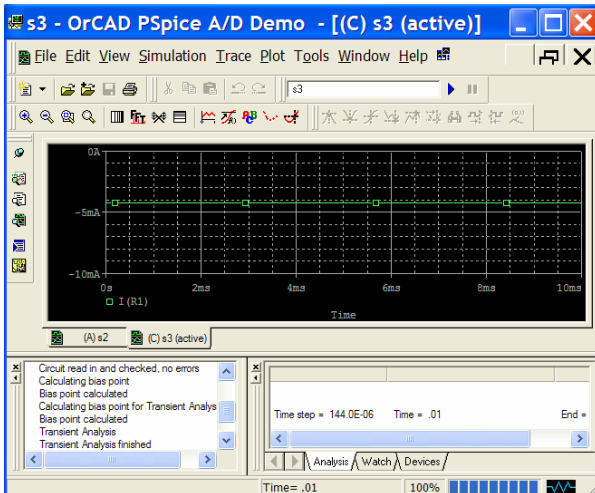 s3 - OrCAD PSpice A/D Demo - [(C) s3 (active)]
File Edit View Simulation Trace Plot Tools Window Help
s3
0A
-5mA
-10mA
0s 2ms 4ms 6ms 8ms 10ms
I(R1)
Time
(A) s2 (C) s3 (active)
Circuit read in and checked, no errors
Calculating bias point
Bias point calculated
Calculating bias point for Transient Analys
Bias point calculated
Transient Analysis
Transient Analysis finished
Time step = 144.0E-06 Time = .01 End =
Analysis Watch Devices
Time= .01 100%